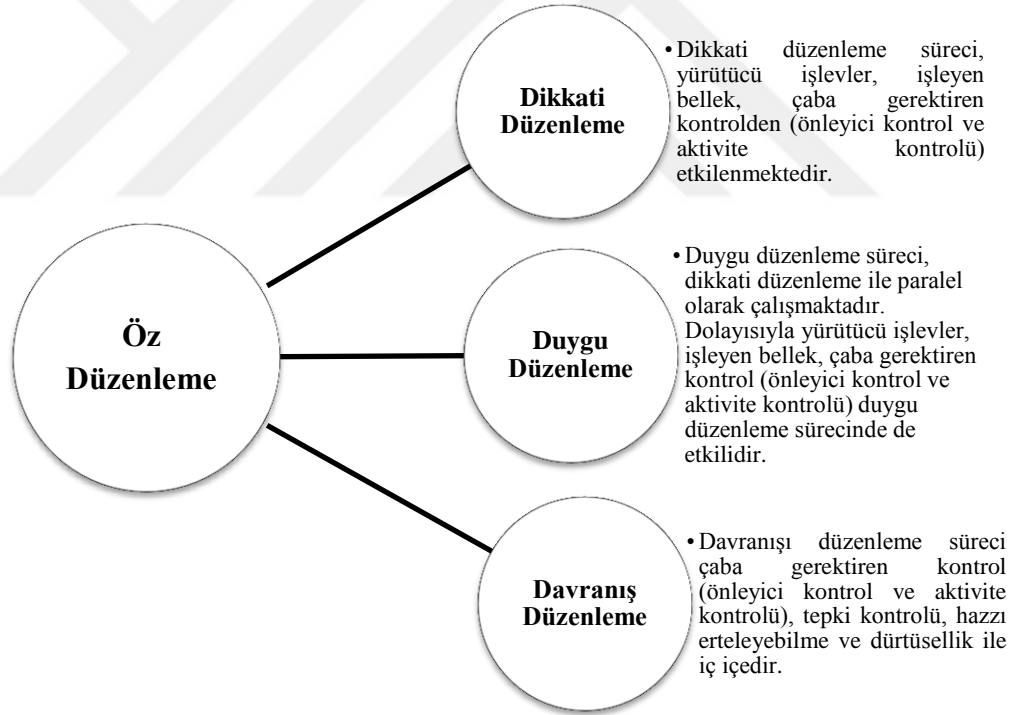 Dikkati
Düzenleme
• Dikkati düzenleme süreci,
yürütücü işlevler, işleyen
bellek, çaba gerektiren
kontrolden (önleyici kontrol ve
aktivite kontrolü)
etkilenmektedir.
Öz
Düzenleme
Duygu
Düzenleme
• Duygu düzenleme süreci,
dikkati düzenleme ile paralel
olarak çalışmaktadır.
Dolayısıyla yürütücü işlevler,
işleyen bellek, çaba gerektiren
kontrol (önleyici kontrol ve
aktivite kontrolü) duygu
düzenleme sürecinde de
etkilidir.
Davranış
Düzenleme
• Davranışı düzenleme süreci
çaba gerektiren kontrol
(önleyici kontrol ve aktivite
kontrolü), tepki kontrolü, hazzı
erteleyebilme ve dürtüsellik ile
iç içedir.